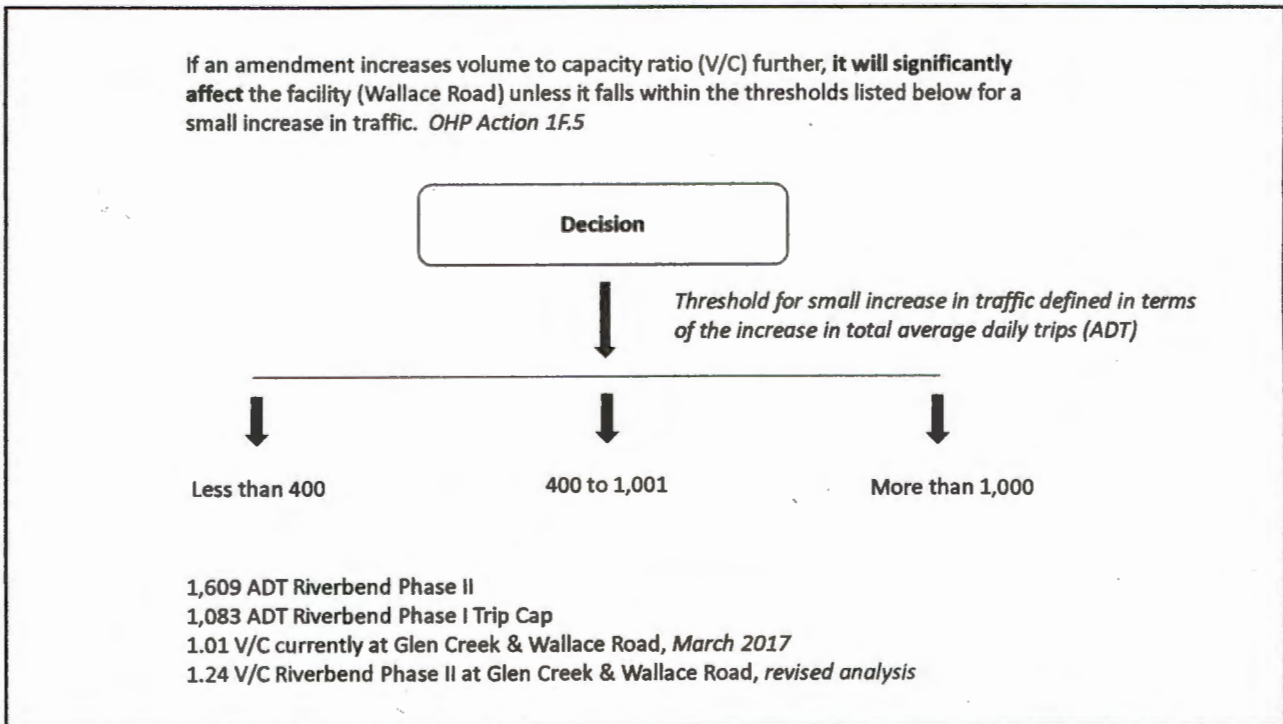 If an amendment increases volume to capacity ratio (V/C) further, it will significantly
affect the facility (Wallace Road) unless it falls within the thresholds listed below for a
small increase in traffic. OHP Action 1F.5
Decision
Threshold for small increase in traffic defined in terms
of the increase in total average daily trips (ADT)
Less than 400
400 to 1,001
More than 1,000
1,609 ADT Riverbend Phase II
1,083 ADT Riverbend Phase I Trip Cap
1.01 V/C currently at Glen Creek & Wallace Road, March 2017
1.24 V/C Riverbend Phase II at Glen Creek & Wallace Road, revised analysis